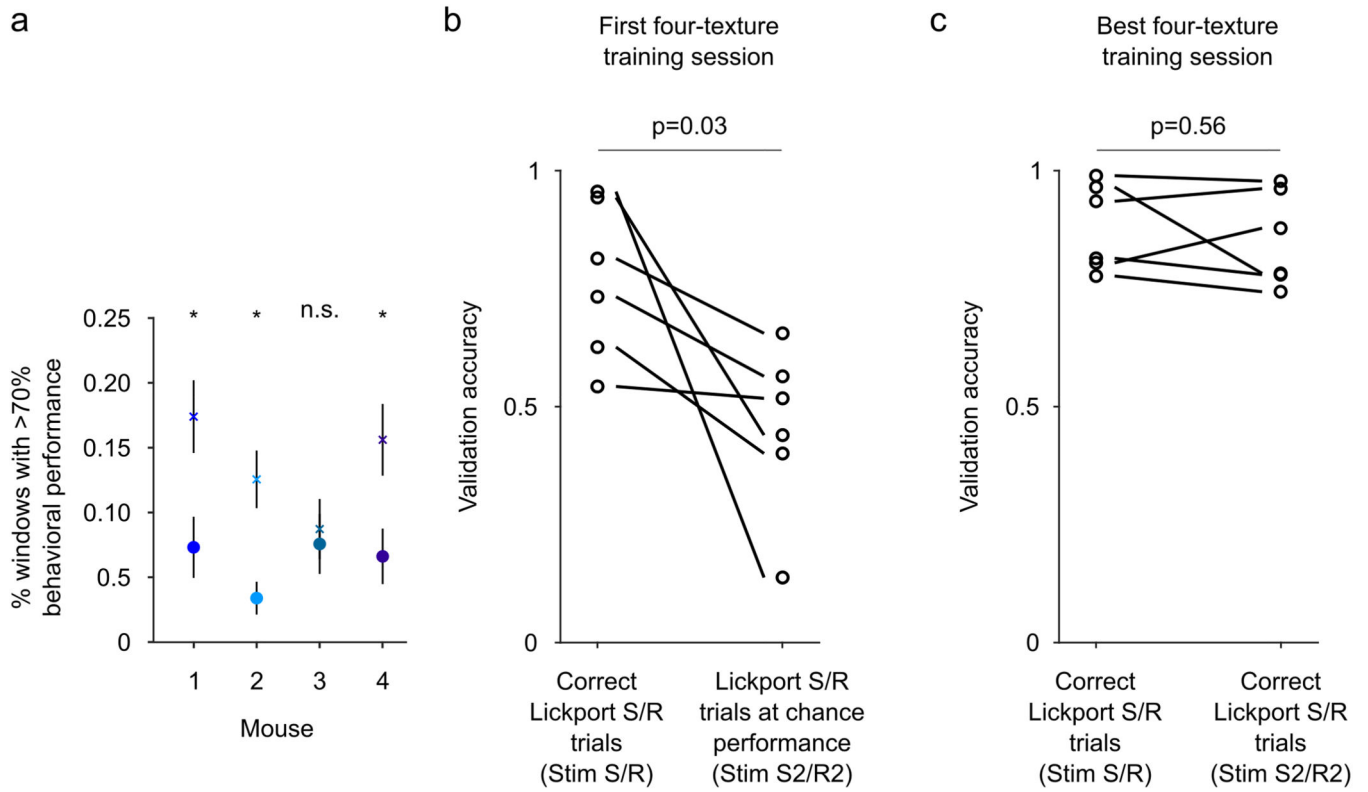 a
% windows with >70%
behavioral performance
0.25
0.20
0.15
0.10
0.5
0
*
*
n.s.
*
1
2
3
4
Mouse
b
First four-texture
training session
p=0.03
Validation accuracy
1
0.5
0
Correct
Lickport S/R
trials
(Stim S/R)
Lickport S/R
trials at chance
performance
(Stim S2/R2)
c
Best four-texture
training session
p=0.56
Validation accuracy
1
0.5
0
Correct
Lickport S/R
trials
(Stim S/R)
Correct
Lickport S/R
trials
(Stim S2/R2)